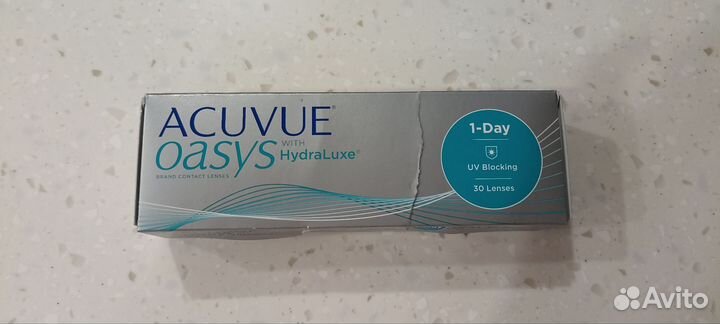 ACUVUE®
oasys WITH HydraLuxe®
BRAND CONTACT LENSES
1-Day
UV Blocking
30 Lenses
Avito